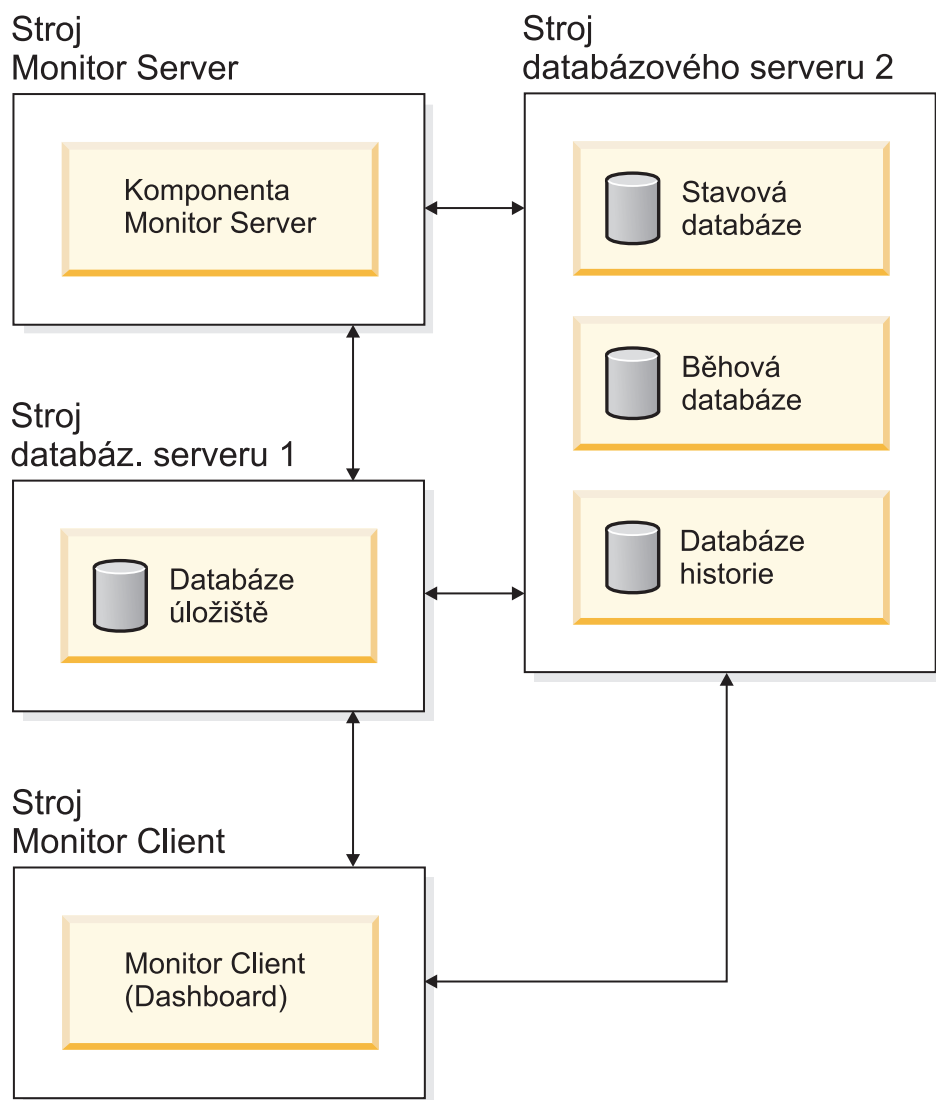 Stroj
Monitor Server
Komponenta
Monitor Server
Stroj
databázového serveru 2
Stavová
databáze
Běhová
databáze
Databáze
historie
Stroj
databáz. serveru 1
Databáze
úložiště
Stroj
Monitor Client
Monitor Client
(Dashboard)